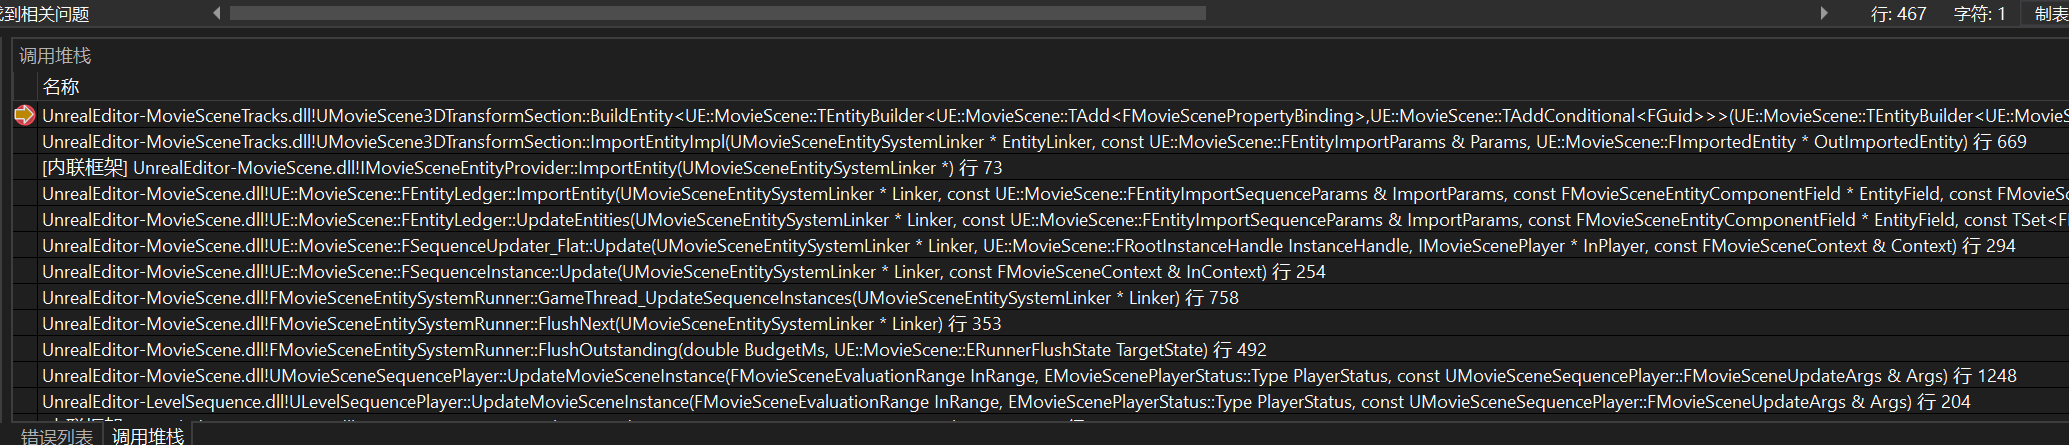 找到相关问题 行: 467 字符: 1 制表
调用堆栈
名称
UnrealEditor-MovieSceneTracks.dll!UMovieScene3DTransformSection::BuildEntity<UE::MovieScene::TEntityBuilder<UE::MovieScene::TAdd<FMovieScenePropertyBinding>,UE::MovieScene::TAddConditional<FGuid>>>(UE::MovieScene::TEntityBuilder<UE::MovieS
UnrealEditor-MovieSceneTracks.dll!UMovieScene3DTransformSection::ImportEntityImpl(UMovieSceneEntitySystemLinker * EntityLinker, const UE::MovieScene::FEntityImportParams & Params, UE::MovieScene::FImportedEntity * OutImportedEntity) 行 669
[内联框架] UnrealEditor-MovieScene.dll!IMovieSceneEntityProvider::ImportEntity(UMovieSceneEntitySystemLinker *) 行 73
UnrealEditor-MovieScene.dll!UE::MovieScene::FEntityLedger::ImportEntity(UMovieSceneEntitySystemLinker * Linker, const UE::MovieScene::FEntityImportSequenceParams & ImportParams, const FMovieSceneEntityComponentField * EntityField, const FMovieS
UnrealEditor-MovieScene.dll!UE::MovieScene::FEntityLedger::UpdateEntities(UMovieSceneEntitySystemLinker * Linker, const UE::MovieScene::FEntityImportSequenceParams & ImportParams, const FMovieSceneEntityComponentField * EntityField, const TSet<F
UnrealEditor-MovieScene.dll!UE::MovieScene::FSequenceUpdater_Flat::Update(UMovieSceneEntitySystemLinker * Linker, UE::MovieScene::FRootInstanceHandle InstanceHandle, IMovieScenePlayer * InPlayer, const FMovieSceneContext & Context) 行 294
UnrealEditor-MovieScene.dll!UE::MovieScene::FSequenceInstance::Update(UMovieSceneEntitySystemLinker * Linker, const FMovieSceneContext & InContext) 行 254
UnrealEditor-MovieScene.dll!FMovieSceneEntitySystemRunner::GameThread_UpdateSequenceInstances(UMovieSceneEntitySystemLinker * Linker) 行 758
UnrealEditor-MovieScene.dll!FMovieSceneEntitySystemRunner::FlushNext(UMovieSceneEntitySystemLinker * Linker) 行 353
UnrealEditor-MovieScene.dll!FMovieSceneEntitySystemRunner::FlushOutstanding(double BudgetMs, UE::MovieScene::ERunnerFlushState TargetState) 行 492
UnrealEditor-MovieScene.dll!UMovieSceneSequencePlayer::UpdateMovieSceneInstance(FMovieSceneEvaluationRange InRange, EMovieScenePlayerStatus::Type PlayerStatus, const UMovieSceneSequencePlayer::FMovieSceneUpdateArgs & Args) 行 1248
UnrealEditor-LevelSequence.dll!ULevelSequencePlayer::UpdateMovieSceneInstance(FMovieSceneEvaluationRange InRange, EMovieScenePlayerStatus::Type PlayerStatus, const UMovieSceneSequencePlayer::FMovieSceneUpdateArgs & Args) 行 204
错误列表 调用堆栈